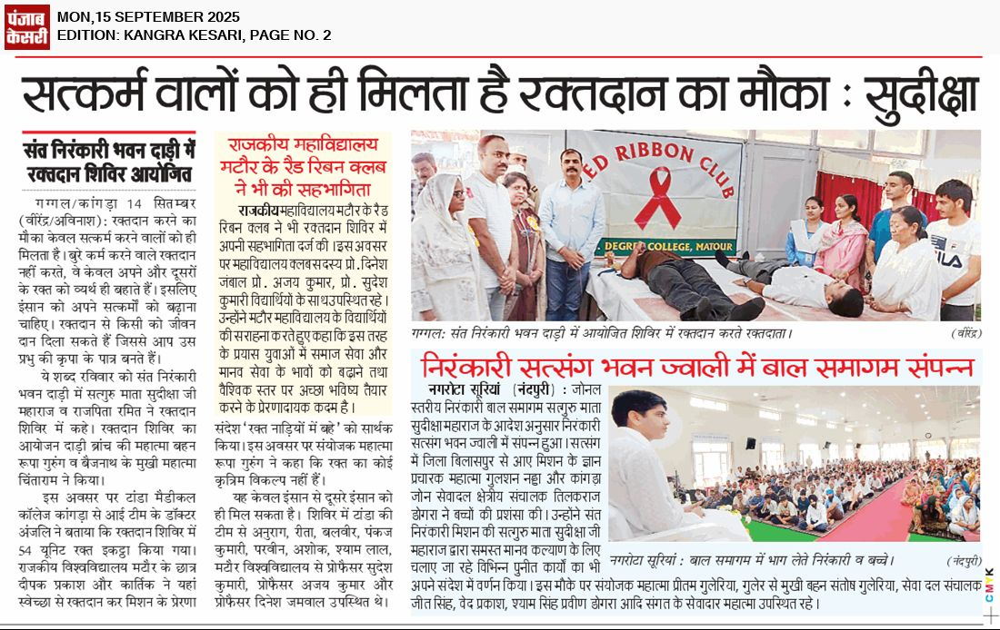 पंजाब
केसरी
MON,15 SEPTEMBER 2025
EDITION: KANGRA KESARI, PAGE NO. 2
सत्कर्म वालों को ही मिलता है रक्तदान का मौका : सुदीक्षा
संत निरंकारी भवन दाड़ी में
रक्तदान शिविर आयोजित
गग्गल/कांगड़ा 14 सितम्बर
(वीरेंद्र/अविनाश): रक्तदान करने का
मौका केवल सत्कर्म करने वालों को ही
मिलता है। बुरे कर्म करने वाले रक्तदान
नहीं करते, वे केवल अपने और दूसरों
के रक्त को व्यर्थ ही बहाते हैं। इसलिए
इंसान को अपने सत्कर्मों को बढ़ाना
चाहिए। रक्तदान से किसी को जीवन
दान दिला सकते हैं जिससे आप उस
प्रभु की कृपा के पात्र बनते हैं।
ये शब्द रविवार को संत निरंकारी
भवन दाड़ी में सत्गुरु माता सुदीक्षा जी
महाराज व राजपिता रमित ने रक्तदान
शिविर में कहे। रक्तदान शिविर का
आयोजन दाड़ी ब्रांच की महात्मा बहन
रूपा गुरुंग व बैजनाथ के मुखी महात्मा
चिंताराम ने किया।
इस अवसर पर टांडा मैडीकल
कॉलेज कांगड़ा से आई टीम के डॉक्टर
अंजलि ने बताया कि रक्तदान शिविर में
54 यूनिट रक्त इकट्ठा किया गया।
राजकीय विश्वविद्यालय मटौर के छात्र
दीपक प्रकाश और कार्तिक ने यहां
स्वेच्छा से रक्तदान कर मिशन के प्रेरणा
राजकीय महाविद्यालय
मटौर के रैड रिबन क्लब
ने भी की सहभागिता
राजकीय महाविद्यालय मटौर के रैड
रिबन क्लब ने भी रक्तदान शिविर में
अपनी सहभागिता दर्ज की। इस अवसर
पर महाविद्यालय क्लब सदस्य प्रो. दिनेश
जंबाल प्रो. अजय कुमार, प्रो. सुदेश
कुमारी विद्यार्थियों के साथ उपस्थित रहे।
उन्होंने मटौर महाविद्यालय के विद्यार्थियों
की सराहना करते हुए कहा कि इस तरह
के प्रयास युवाओं में समाज सेवा और
मानव सेवा के भावों को बढ़ाने तथा
वैश्विक स्तर पर अच्छा भविष्य तैयार
करने के प्रेरणादायक कदम है।
संदेश ‘रक्त नाड़ियों में बहे’ को सार्थक
किया। इस अवसर पर संयोजक महात्मा
रूपा गुरुंग ने कहा कि रक्त का कोई
कृत्रिम विकल्प नहीं हैं।
यह केवल इंसान से दूसरे इंसान को
ही मिल सकता है। शिविर में टांडा की
टीम से अनुराग, रीता, बलवीर, पंकज
कुमारी, परवीन, अशोक, श्याम लाल,
मटौर विश्वविद्यालय से प्रोफैसर सुदेश
कुमारी, प्रोफैसर अजय कुमार और
प्रोफैसर दिनेश जमवाल उपस्थित थे।
ED RIBBON CLUB
. DEGREE COLLEGE, MATOUR
FILA
गग्गल: संत निरंकारी भवन दाड़ी में आयोजित शिविर में रक्तदान करते रक्तदाता। (वीरेंद्र)
निरंकारी सत्संग भवन ज्वाली में बाल समागम संपन्न
नगरोटा सूरियां (नंदपुरी) : जोनल
स्तरीय निरंकारी बाल समागम सत्गुरु माता
सुदीक्षा महाराज के आदेश अनुसार निरंकारी
सत्संग भवन ज्वाली में संपन्न हुआ। सत्संग
में जिला बिलासपुर से आए मिशन के ज्ञान
प्रचारक महात्मा गुलशन नड्डा और कांगड़ा
जोन सेवादल क्षेत्रीय संचालक तिलकराज
डोगरा ने बच्चों की प्रशंसा की। उन्होंने संत
निरंकारी मिशन की सत्गुरु माता सुदीक्षा जी
महाराज द्वारा समस्त मानव कल्याण के लिए
चलाए जा रहे विभिन्न पुनीत कार्यों का भी
अपने संदेश में वर्णन किया। इस मौके पर संयोजक महात्मा प्रीतम गुलेरिया, गुलेर से मुखी बहन संतोष गुलेरिया, सेवा दल संचालक
जीत सिंह, वेद प्रकाश, श्याम सिंह प्रवीण डोगरा आदि संगत के सेवादार महात्मा उपस्थित रहे।
नगरोटा सूरियां : बाल समागम में भाग लेते निरंकारी व बच्चे। (नंदपुरी)
CMYK